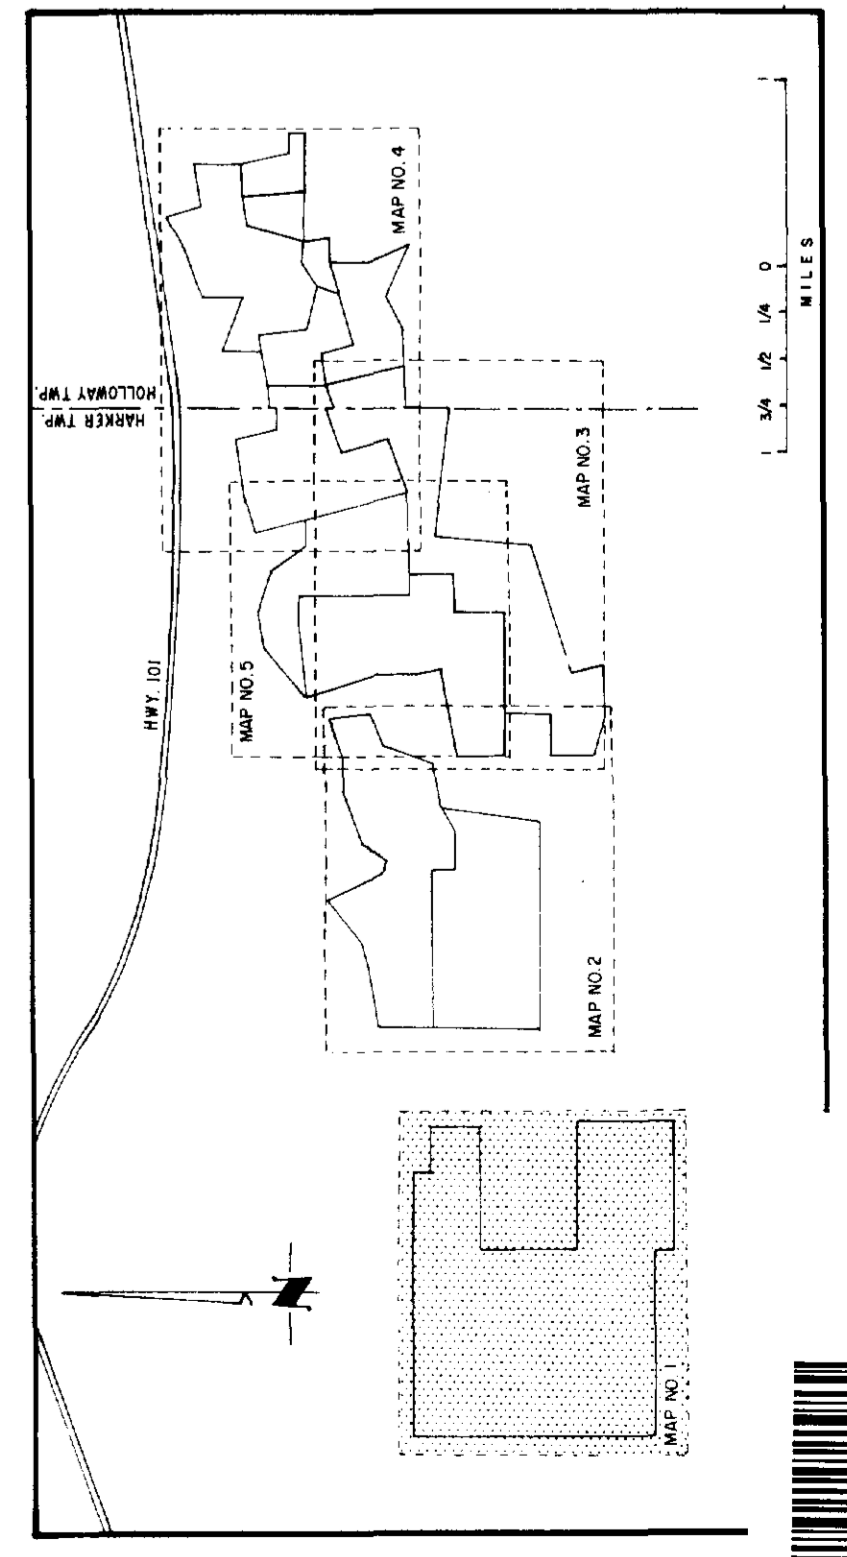 HWY. 101
HARKER TWP.
HOLLOWAY TWP.
MAP NO. 4
MAP NO. 5
MAP NO. 3
MAP NO. 2
MAP NO 1
N
1 3/4 1/2 1/4 0 1
MILES